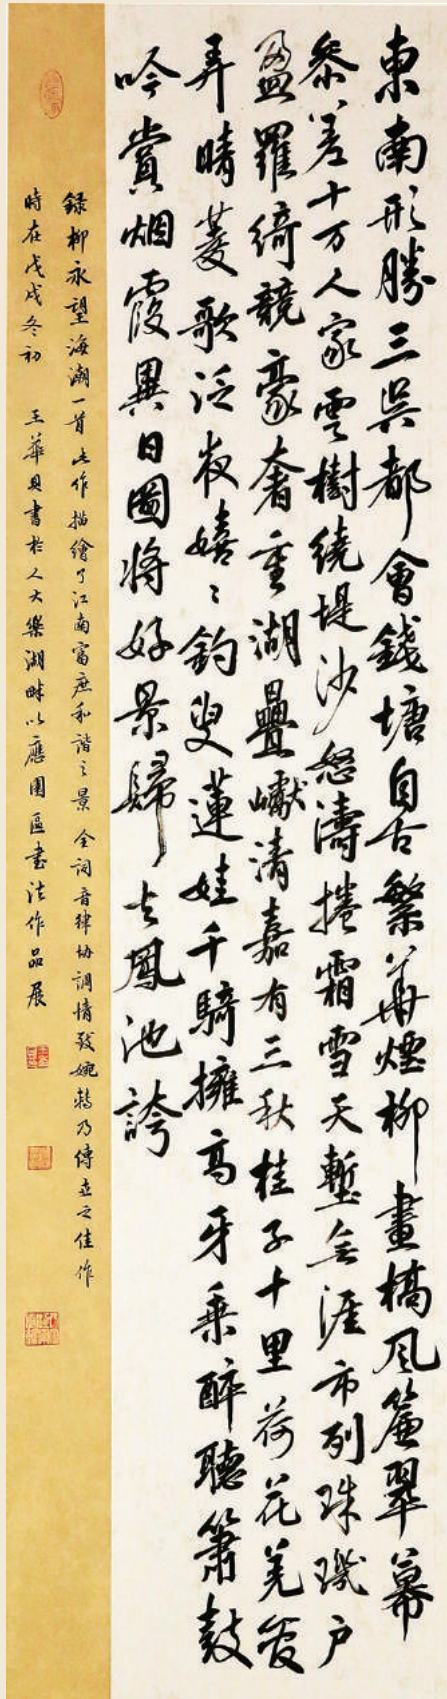 東南形勝三吳都會錢塘自古繁華煙柳畫橋風簾翠幕
參差十万人家雲樹繞堤沙怒濤捲霜雪天塹無涯市列珠璣户
盈羅綺競豪奢重湖疊巘清嘉有三秋桂子十里荷花羌管
弄晴菱歌泛夜嬉〻釣叟蓮娃千騎擁高牙乘醉聽簫鼓
吟賞烟霞異日圖將好景歸去鳳池誇
録柳永望海潮一首此作描繪了江南富庶和諧之景全詞音律協調情致婉轉乃傳世之佳作
時在戊戌冬初 王華貝書於人大樂湖畔以應園區書法作品展